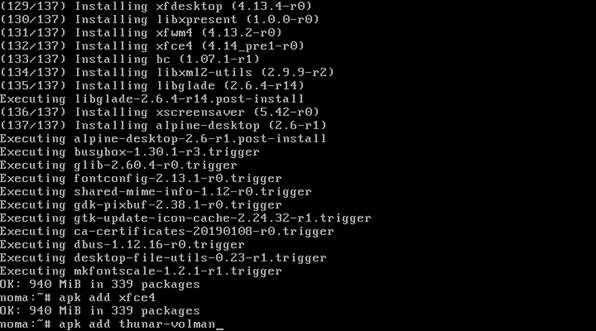 (129/137) Installing xfdesktop (4.13.4-r0)
(130/137) Installing libxpresent (1.0.0-r0)
(131/137) Installing xfwm4 (4.13.2-r0)
(132/137) Installing xfce4 (4.14_pre1-r0)
(133/137) Installing bc (1.07.1-r1)
(134/137) Installing libxml2-utils (2.9.9-r2)
(135/137) Installing libglade (2.6.4-r14)
Executing libglade-2.6.4-r14.post-install
(136/137) Installing xscreensaver (5.42-r0)
(137/137) Installing alpine-desktop (2.6-r1)
Executing alpine-desktop-2.6-r1.post-install
Executing busybox-1.30.1-r3.trigger
Executing glib-2.60.4-r0.trigger
Executing fontconfig-2.13.1-r0.trigger
Executing shared-mime-info-1.12-r0.trigger
Executing gdk-pixbuf-2.38.1-r0.trigger
Executing gtk-update-icon-cache-2.24.32-r1.trigger
Executing ca-certificates-20190108-r0.trigger
Executing dbus-1.12.16-r0.trigger
Executing desktop-file-utils-0.23-r1.trigger
Executing mkfontscale-1.2.1-r1.trigger
OK: 940 MiB in 339 packages
noma:~# apk add xfce4
OK: 940 MiB in 339 packages
noma:~# apk add thunar-volman_